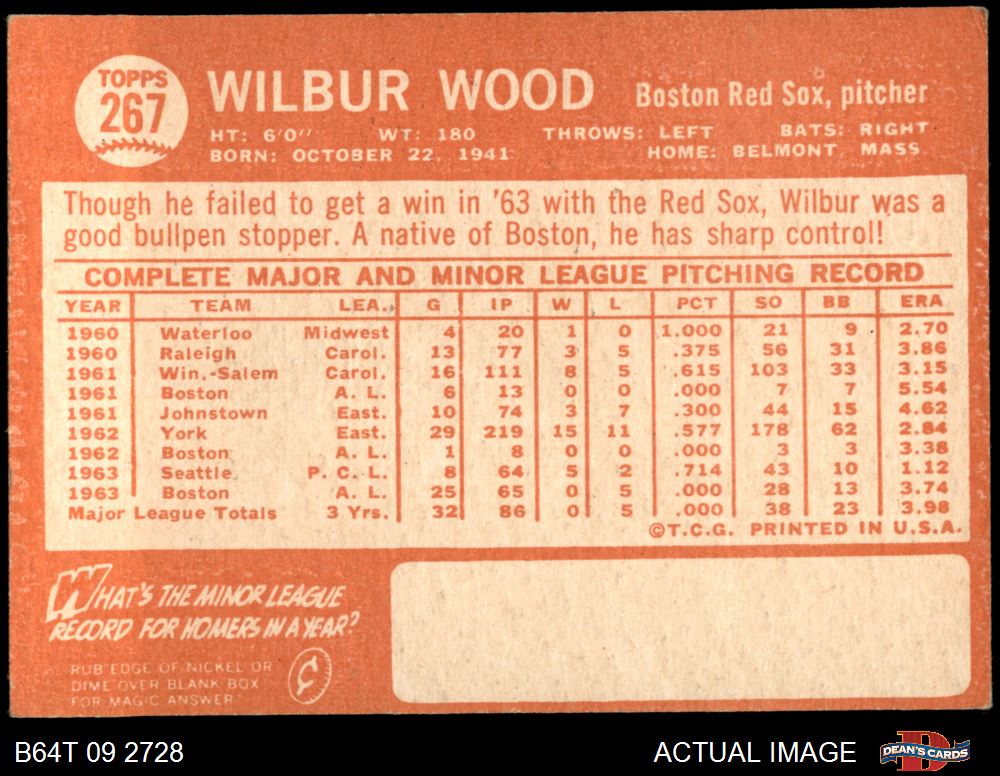 TOPPS
267
WILBUR WOOD Boston Red Sox, pitcher
HT: 6'0" WT: 180 THROWS: LEFT BATS: RIGHT
BORN: OCTOBER 22, 1941 HOME: BELMONT, MASS.
Though he failed to get a win in '63 with the Red Sox, Wilbur was a
good bullpen stopper. A native of Boston, he has sharp control!
COMPLETE MAJOR AND MINOR LEAGUE PITCHING RECORD
YEAR TEAM LEA. G IP W L PCT SO BB ERA
1960 Waterloo Midwest 4 20 1 0 1.000 21 9 2.70
1960 Raleigh Carol. 13 77 3 5 .375 56 31 3.86
1961 Win.-Salem Carol. 16 111 8 5 .615 103 33 3.15
1961 Boston A. L. 6 13 0 0 .000 7 7 5.54
1961 Johnstown East. 10 74 3 7 .300 44 15 4.62
1962 York East. 29 219 15 11 .577 178 62 2.84
1962 Boston A. L. 1 8 0 0 .000 3 3 3.38
1963 Seattle P. C. L. 8 64 5 2 .714 43 10 1.12
1963 Boston A. L. 25 65 0 5 .000 28 13 3.74
Major League Totals 3 Yrs. 32 86 0 5 .000 38 23 3.98
©T.C.G. PRINTED IN U.S.A.
WHAT'S THE MINOR LEAGUE
RECORD FOR HOMERS IN A YEAR?
RUB EDGE OF NICKEL OR
DIME OVER BLANK BOX
FOR MAGIC ANSWER
¢
B64T 09 2728 ACTUAL IMAGE DEAN'S CARDS